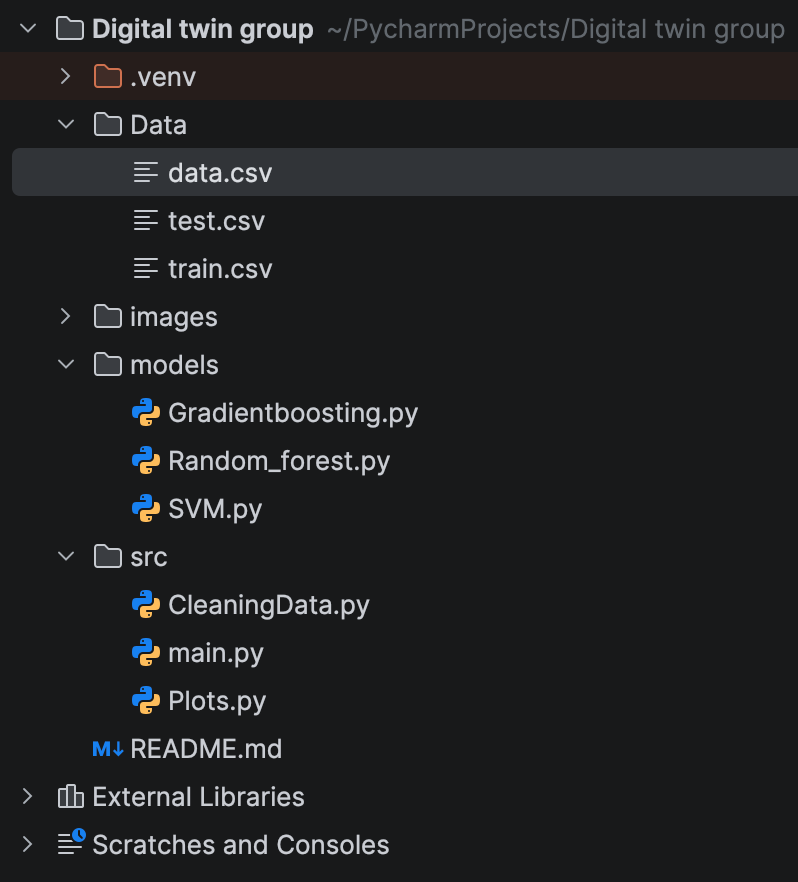 Digital twin group ~/PycharmProjects/Digital twin group
.venv
Data
data.csv
test.csv
train.csv
images
models
Gradientboosting.py
Random_forest.py
SVM.py
src
CleaningData.py
main.py
Plots.py
M↓ README.md
External Libraries
Scratches and Consoles